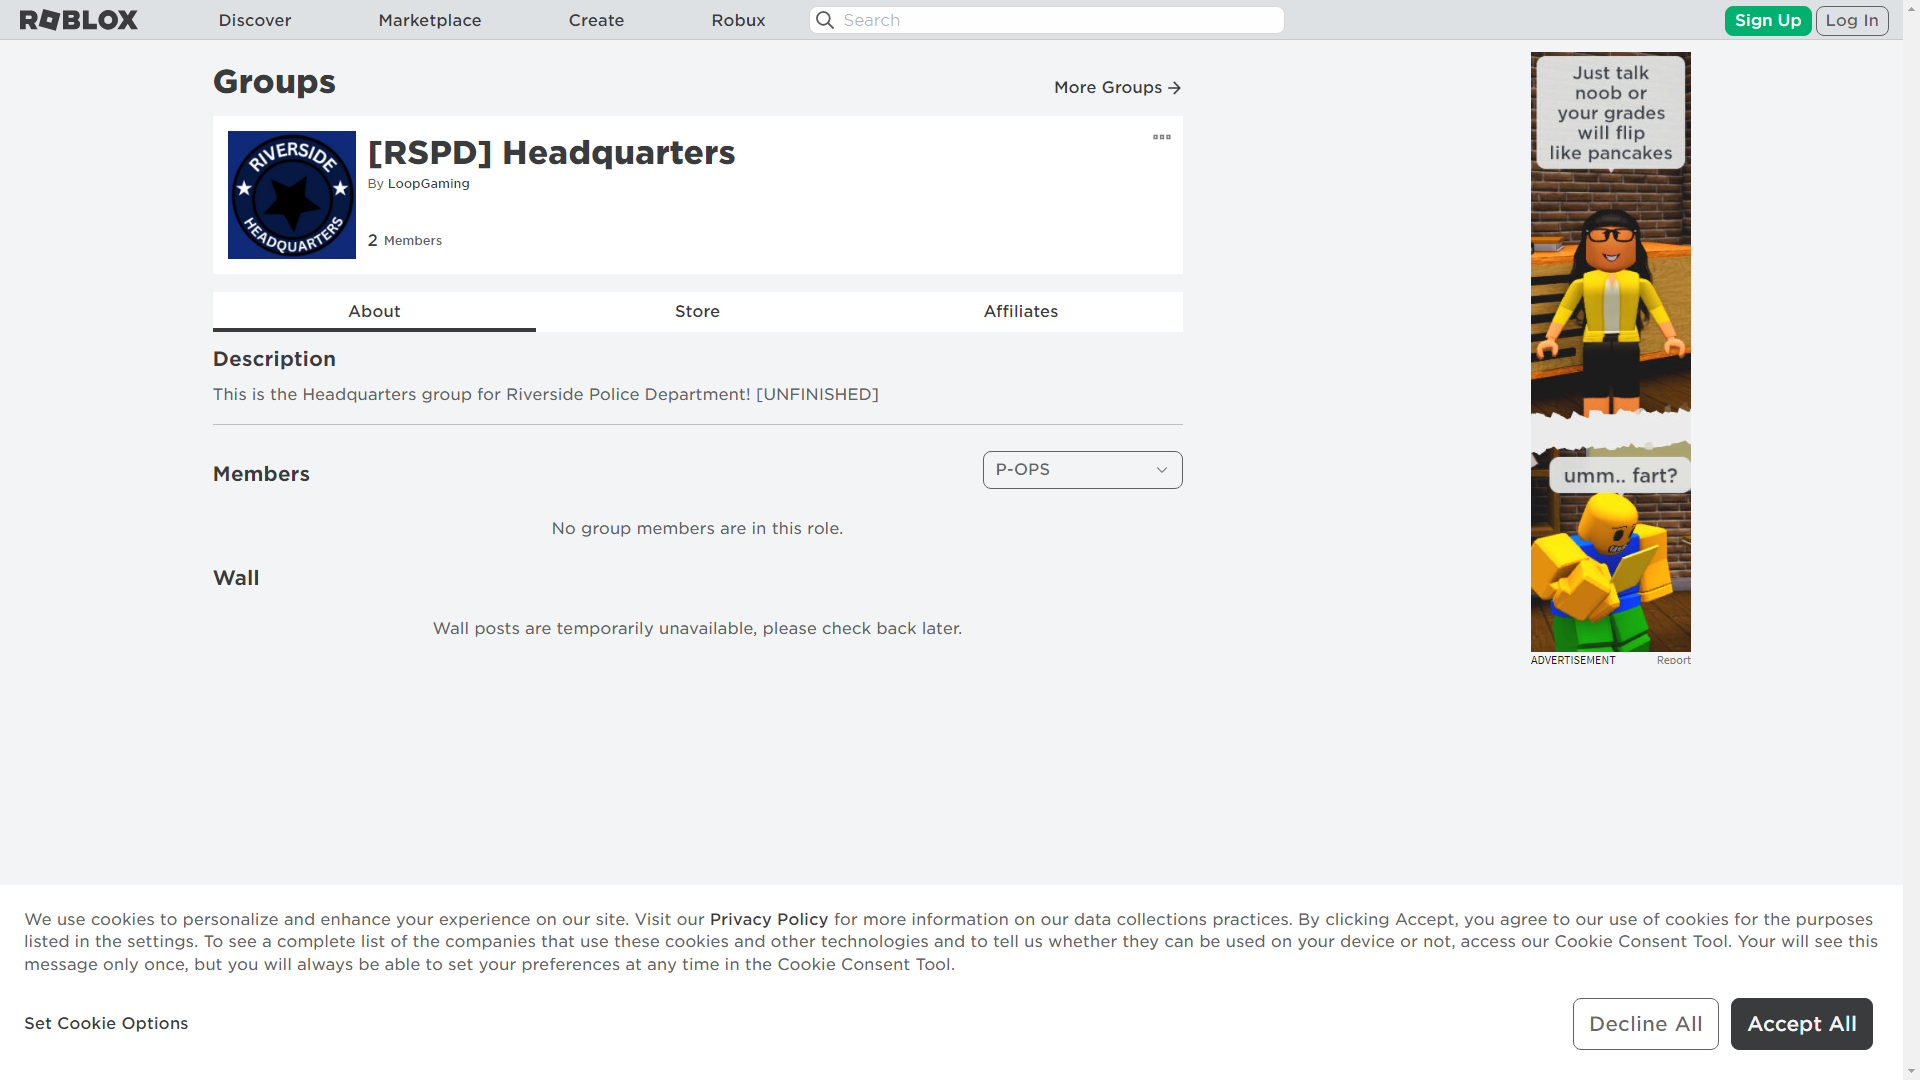 ROBLOX
Discover
Marketplace
Create
Robux
Search
Sign Up
Log In
Groups
More Groups
RIVERSIDE
HEADQUARTERS
[RSPD] Headquarters
By LoopGaming
2 Members
About
Store
Affiliates
Description
This is the Headquarters group for Riverside Police Department! [UNFINISHED]
Members
P-OPS
No group members are in this role.
Wall
Wall posts are temporarily unavailable, please check back later.
Just talk
noob or
your grades
will flip
like pancakes
umm.. fart?
ADVERTISEMENT
Report
We use cookies to personalize and enhance your experience on our site. Visit our Privacy Policy for more information on our data collections practices. By clicking Accept, you agree to our use of cookies for the purposes
listed in the settings. To see a complete list of the companies that use these cookies and other technologies and to tell us whether they can be used on your device or not, access our Cookie Consent Tool. Your will see this
message only once, but you will always be able to set your preferences at any time in the Cookie Consent Tool.
Set Cookie Options
Decline All
Accept All